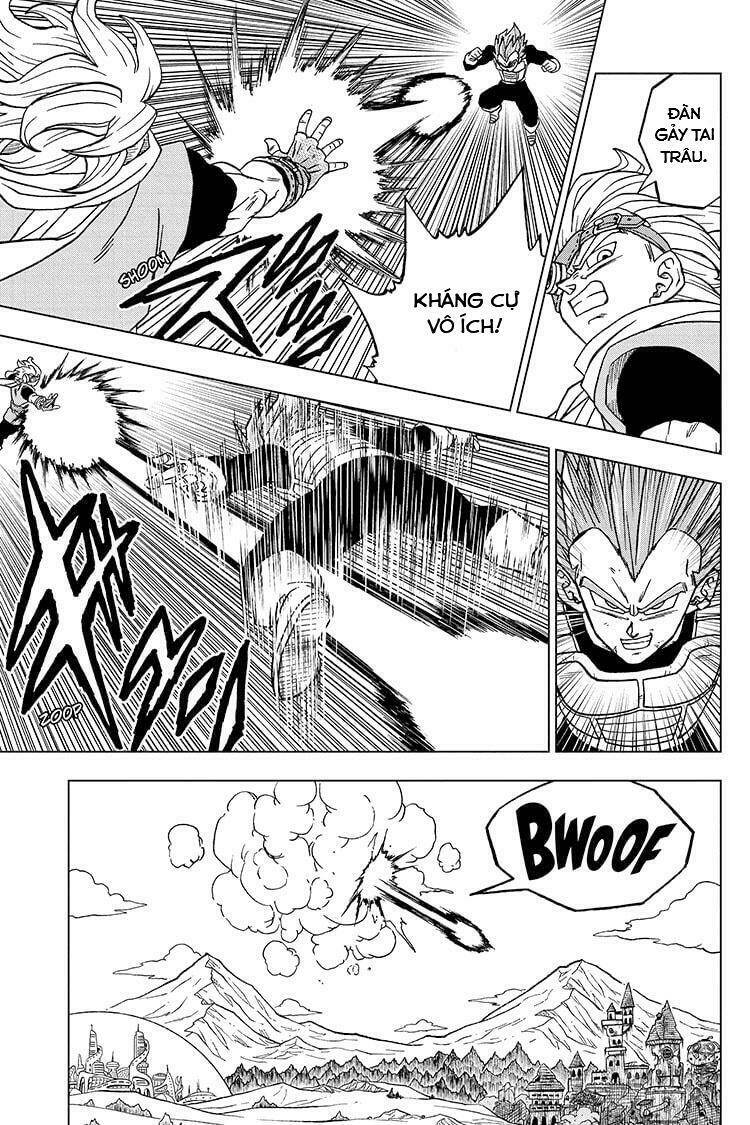 ĐÀN
GẢY TAI
TRÂU.
KHÁNG CỰ
VÔ ÍCH!
SHOOM
ZOOP
BWOOF